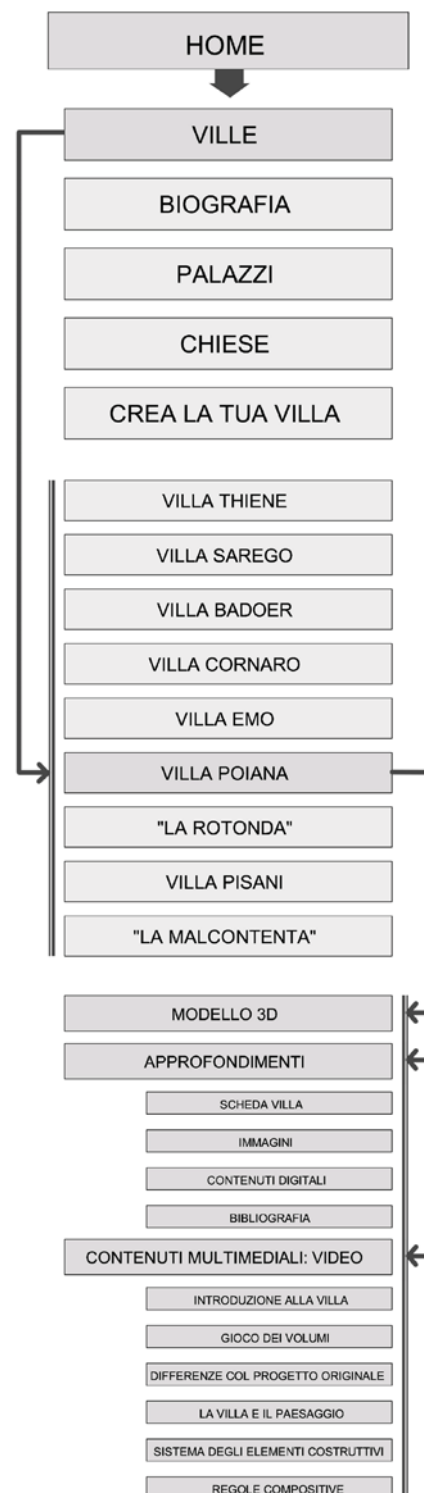 HOME
VILLE
BIOGRAFIA
PALAZZI
CHIESE
CREA LA TUA VILLA
VILLA THIENE
VILLA SAREGO
VILLA BADOER
VILLA CORNARO
VILLA EMO
VILLA POIANA
"LA ROTONDA"
VILLA PISANI
"LA MALCONTENTA"
MODELLO 3D
APPROFONDIMENTI
SCHEDA VILLA
IMMAGINI
CONTENUTI DIGITALI
BIBLIOGRAFIA
CONTENUTI MULTIMEDIALI: VIDEO
INTRODUZIONE ALLA VILLA
GIOCO DEI VOLUMI
DIFFERENZE COL PROGETTO ORIGINALE
LA VILLA E IL PAESAGGIO
SISTEMA DEGLI ELEMENTI COSTRUTTIVI
REGOLE COMPOSITIVE